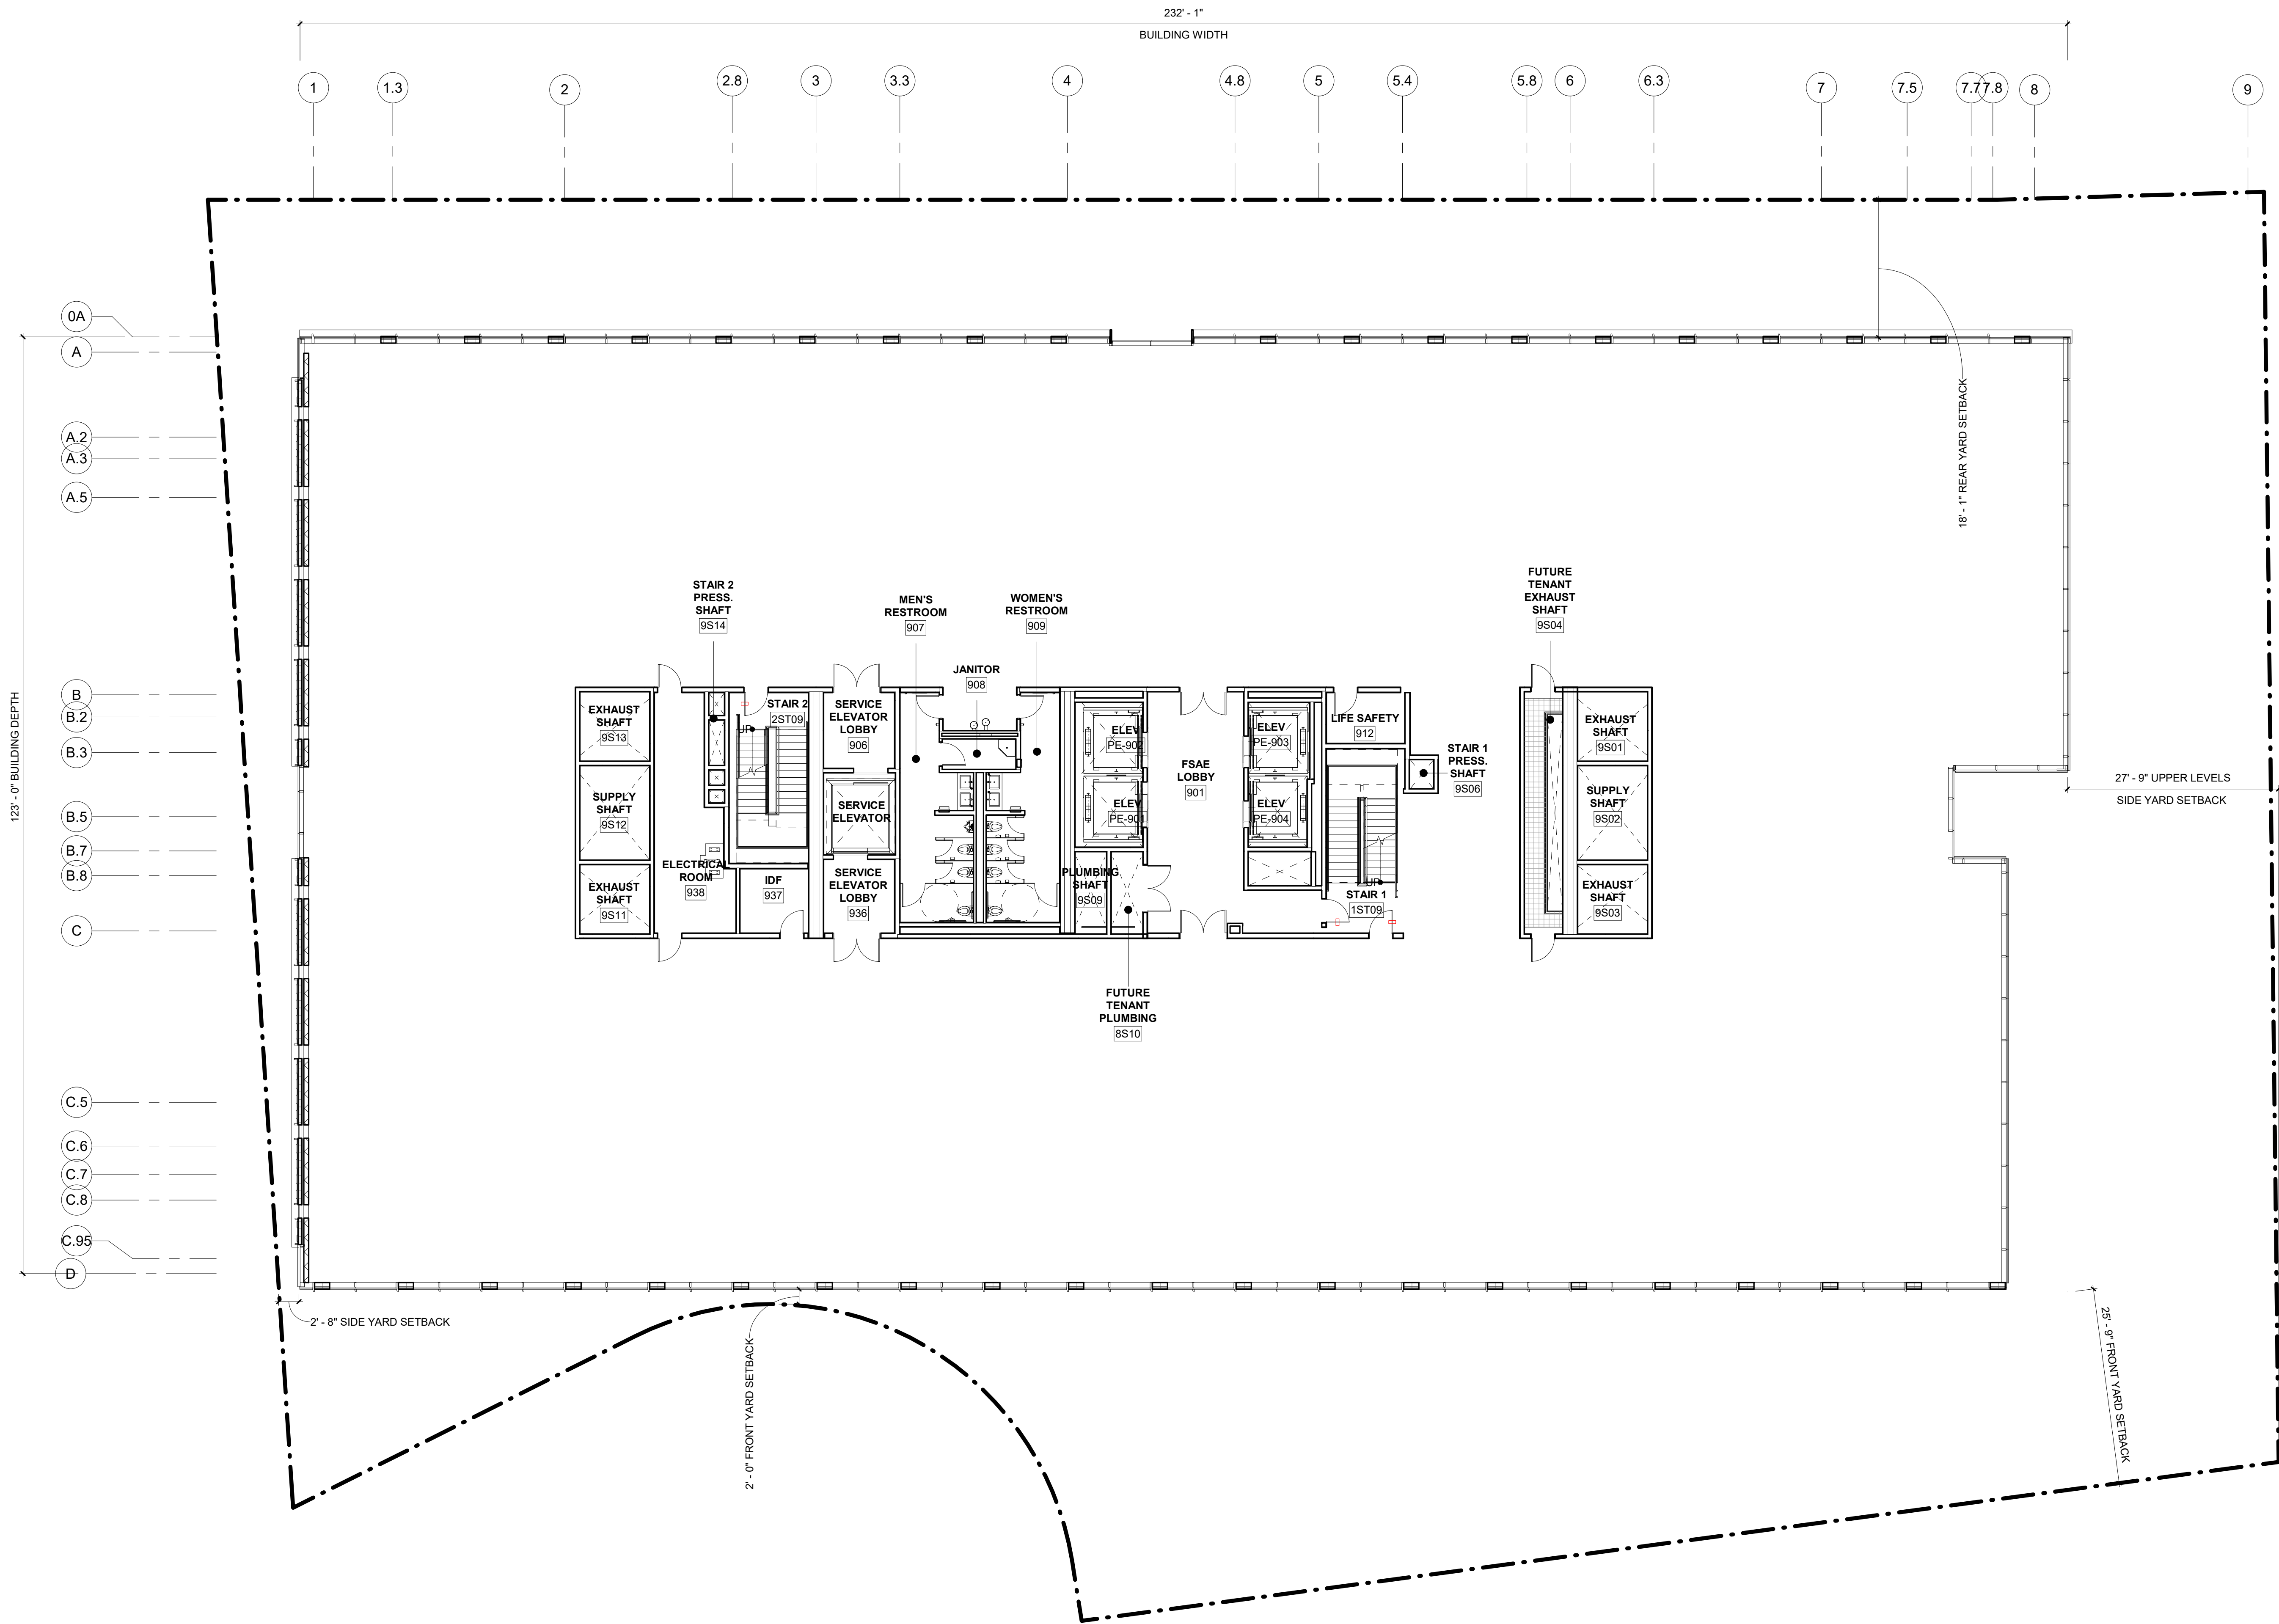 232' - 1"
BUILDING WIDTH
1
1.3
2
2.8
3
3.3
4
4.8
5
5.4
5.8
6
6.3
7
7.5
7.7
7.8
8
9
0A
A
A.2
A.3
A.5
B
B.2
B.3
B.5
B.7
B.8
C
C.5
C.6
C.7
C.8
C.95
D
123' - 0" BUILDING DEPTH
18' - 1" REAR YARD SETBACK
27' - 9" UPPER LEVELS
SIDE YARD SETBACK
STAIR 2
PRESS.
SHAFT
9S14
MEN'S
RESTROOM
907
WOMEN'S
RESTROOM
909
JANITOR
908
FUTURE
TENANT
EXHAUST
SHAFT
9S04
EXHAUST
SHAFT
9S13
SUPPLY
SHAFT
9S12
EXHAUST
SHAFT
9S11
UP
STAIR 2
2ST09
SERVICE
ELEVATOR
LOBBY
906
SERVICE
ELEVATOR
SERVICE
ELEVATOR
LOBBY
936
ELECTRICAL
ROOM
938
IDF
937
ELEV
PE-902
ELEV
PE-901
FSAE
LOBBY
901
ELEV
PE-903
ELEV
PE-904
LIFE SAFETY
912
STAIR 1
PRESS.
SHAFT
9S06
PLUMBING
SHAFT
9S09
UP
STAIR 1
1ST09
EXHAUST
SHAFT
9S01
SUPPLY
SHAFT
9S02
EXHAUST
SHAFT
9S03
FUTURE
TENANT
PLUMBING
8S10
2' - 8" SIDE YARD SETBACK
2' - 0" FRONT YARD SETBACK
25' - 9" FRONT YARD SETBACK